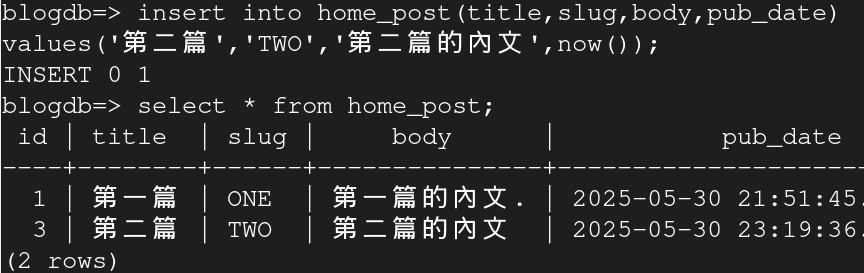 blogdb=> insert into home_post(title,slug,body,pub_date)
values('第二篇','TWO','第二篇的內文',now());
INSERT 0 1
blogdb=> select * from home_post;
 id | title  | slug |     body      |           pub_date
----+--------+------+---------------+---------------------
  1 | 第一篇 | ONE  | 第一篇的內文. | 2025-05-30 21:51:45.
  3 | 第二篇 | TWO  | 第二篇的內文  | 2025-05-30 23:19:36.
(2 rows)